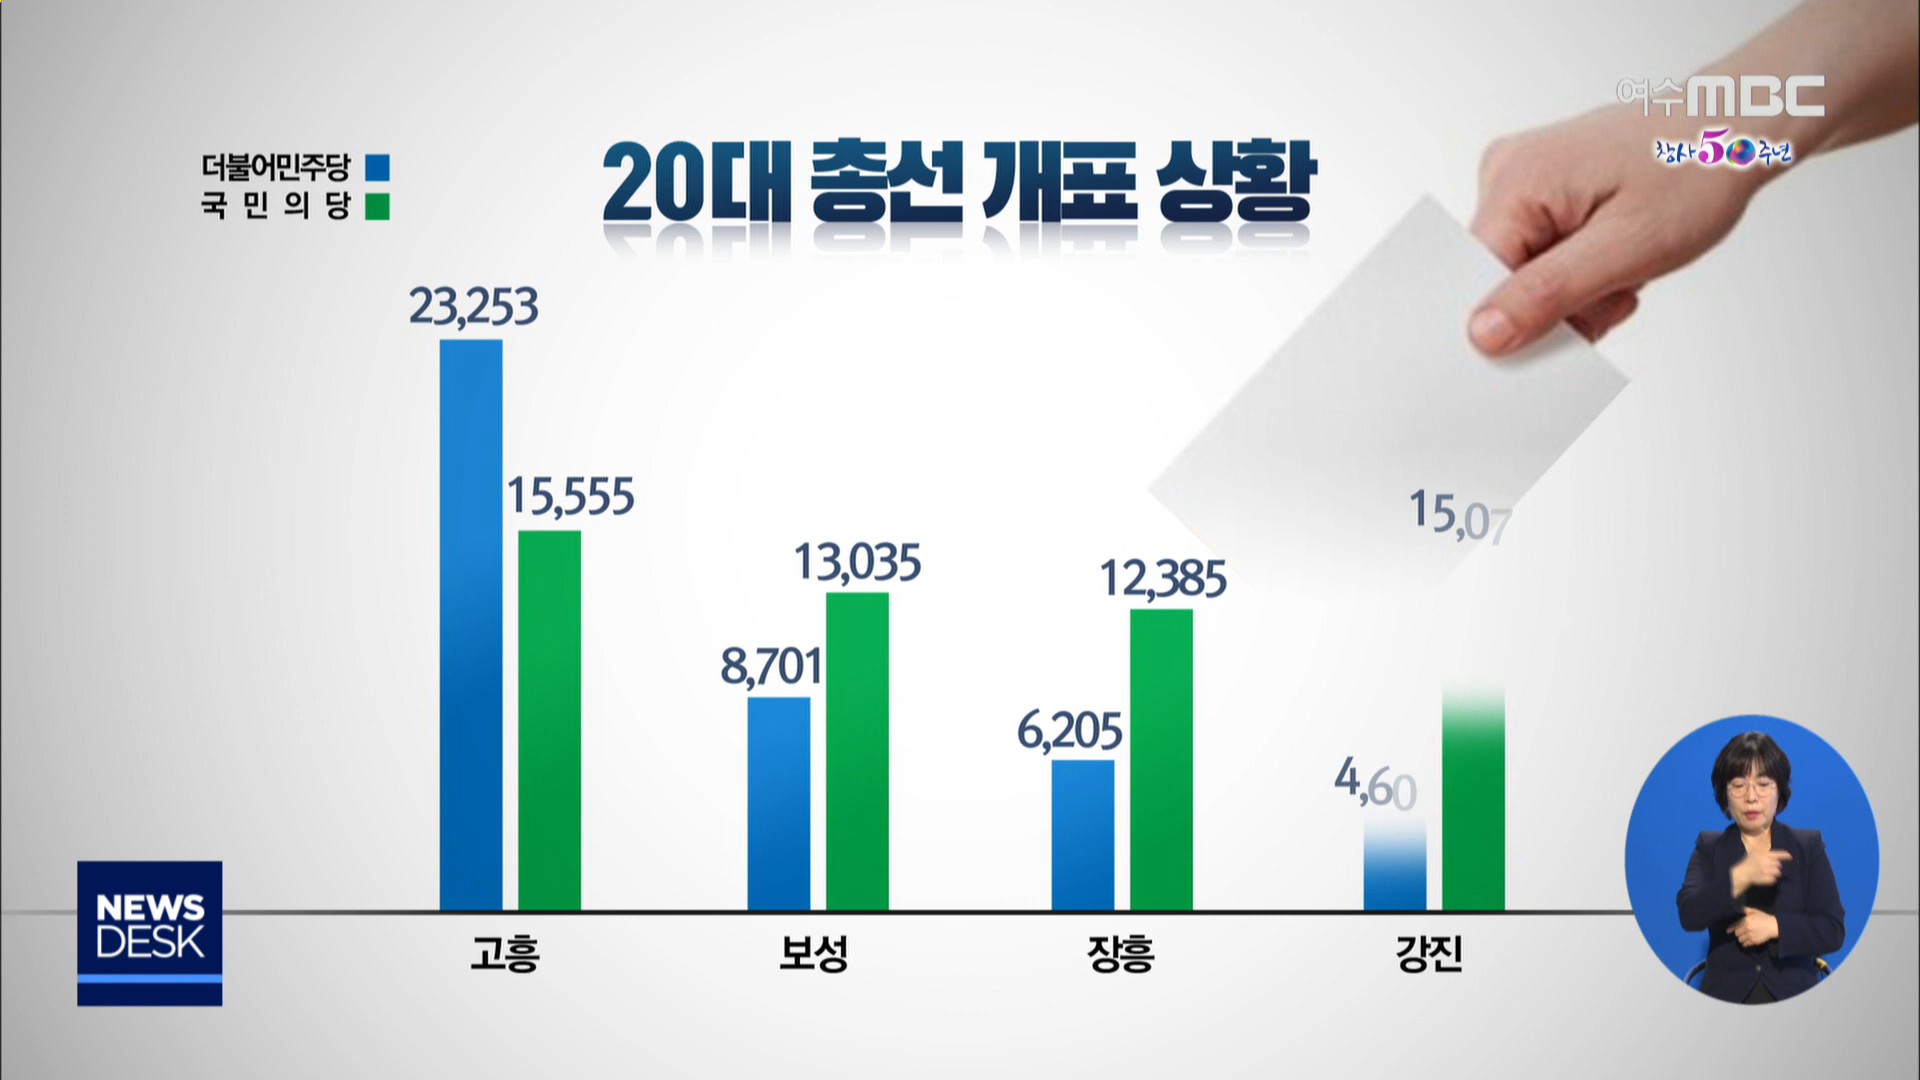 여수MBC
창사50주년
20대 총선 개표 상황
더불어민주당
국민의당
23,253
15,555
8,701
13,035
6,205
12,385
고흥
보성
장흥
강진
NEWS
DESK